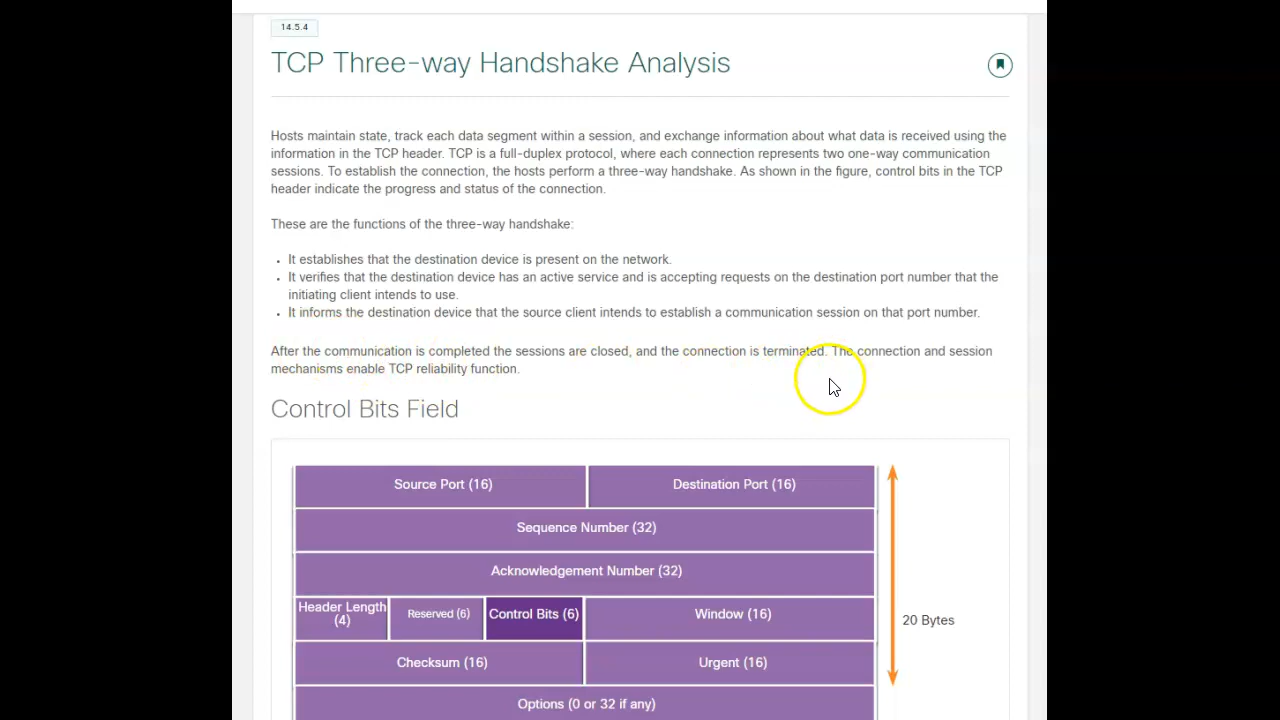 14.5.4
TCP Three-way Handshake Analysis
Hosts maintain state, track each data segment within a session, and exchange information about what data is received using the
information in the TCP header. TCP is a full-duplex protocol, where each connection represents two one-way communication
sessions. To establish the connection, the hosts perform a three-way handshake. As shown in the figure, control bits in the TCP
header indicate the progress and status of the connection.
These are the functions of the three-way handshake:
• It establishes that the destination device is present on the network.
• It verifies that the destination device has an active service and is accepting requests on the destination port number that the
initiating client intends to use.
• It informs the destination device that the source client intends to establish a communication session on that port number.
After the communication is completed the sessions are closed, and the connection is terminated. The connection and session
mechanisms enable TCP reliability function.
Control Bits Field
Source Port (16)
Destination Port (16)
Sequence Number (32)
Acknowledgement Number (32)
Header Length
(4)
Reserved (6)
Control Bits (6)
Window (16)
20 Bytes
Checksum (16)
Urgent (16)
Options (0 or 32 if any)